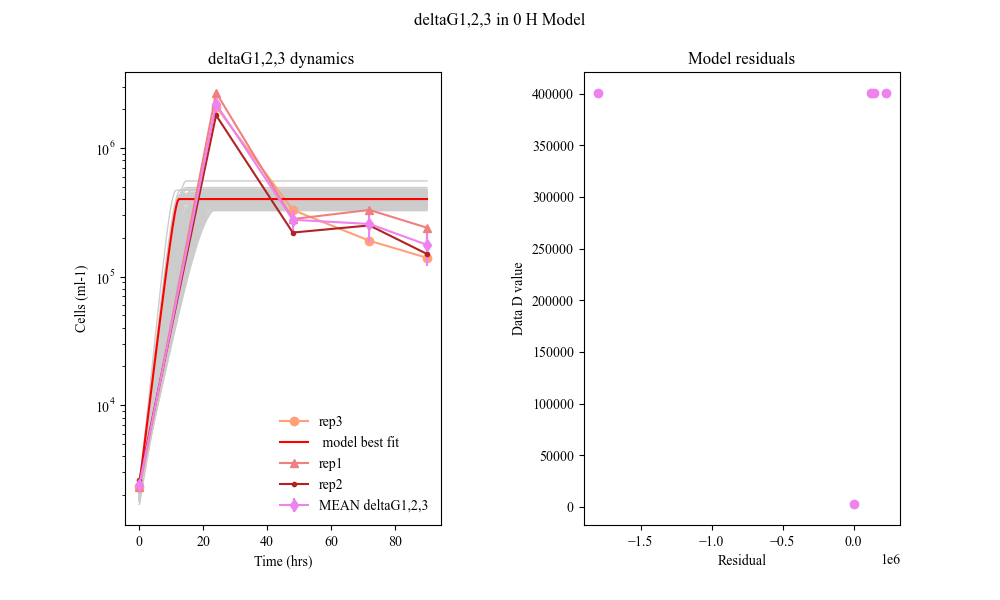 deltaG1,2,3 in 0 H Model
deltaG1,2,3 dynamics
Cells (ml-1)
10^6
10^5
10^4
rep3
model best fit
rep1
rep2
MEAN deltaG1,2,3
0 20 40 60 80
Time (hrs)
Model residuals
Data D value
400000
350000
300000
250000
200000
150000
100000
50000
0
−1.5 −1.0 −0.5 0.0
1e6
Residual